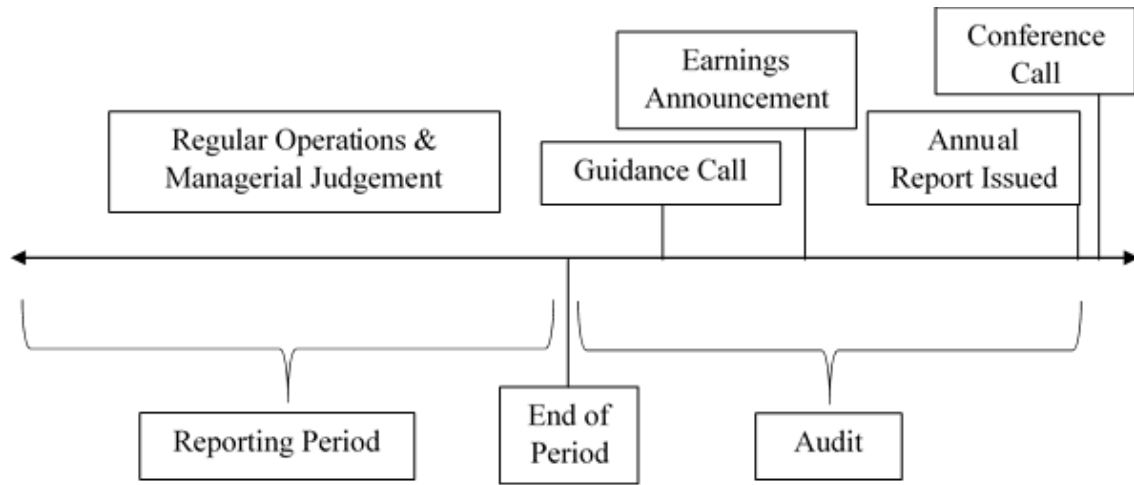 Conference
Call
Earnings
Announcement
Regular Operations &
Managerial Judgement
Guidance Call
Annual
Report Issued
Reporting Period
End of
Period
Audit